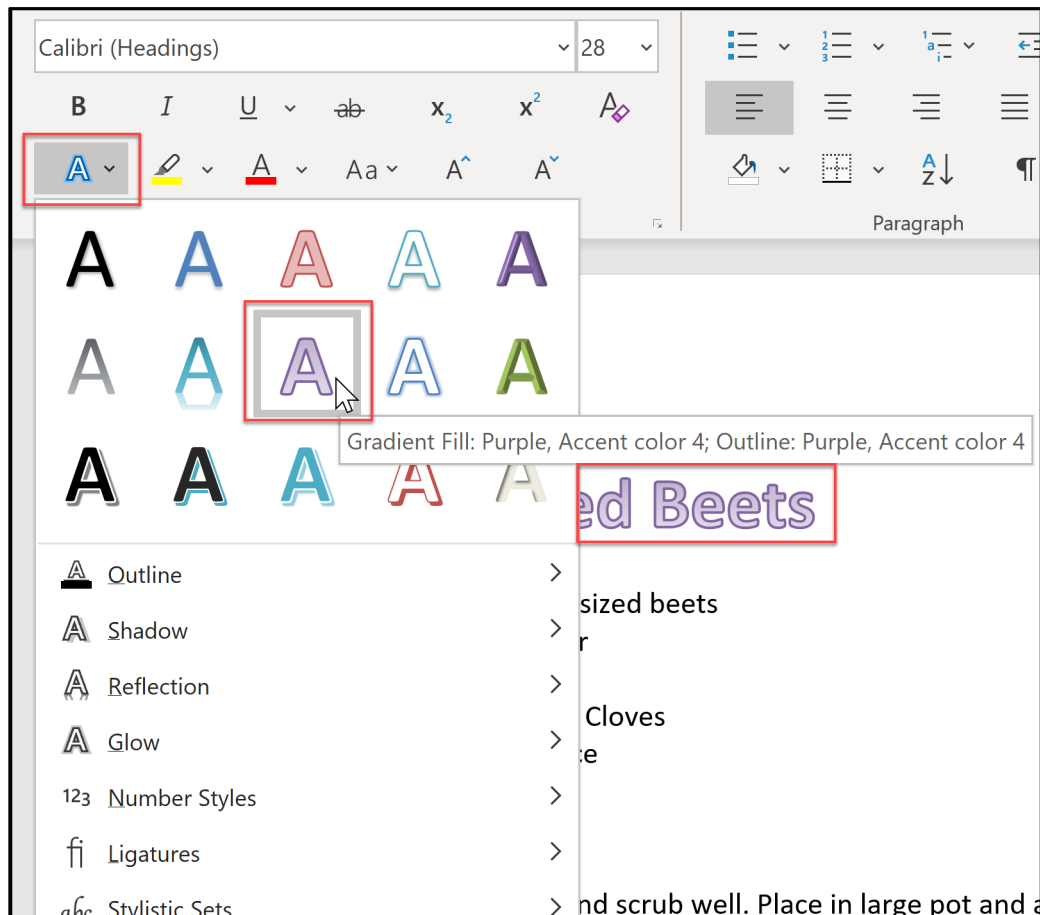 Calibri (Headings) 28
B I U ab x2 x2 A
A A Aa A A A Z ¶
Paragraph
A A A A A
A A A A A
Gradient Fill: Purple, Accent color 4; Outline: Purple, Accent color 4
A A A A A
ed Beets
Outline
sized beets
Shadow
r
Reflection
Cloves
Glow
ce
123 Number Styles
fi Ligatures
abc Stylistic Sets
nd scrub well. Place in large pot and a